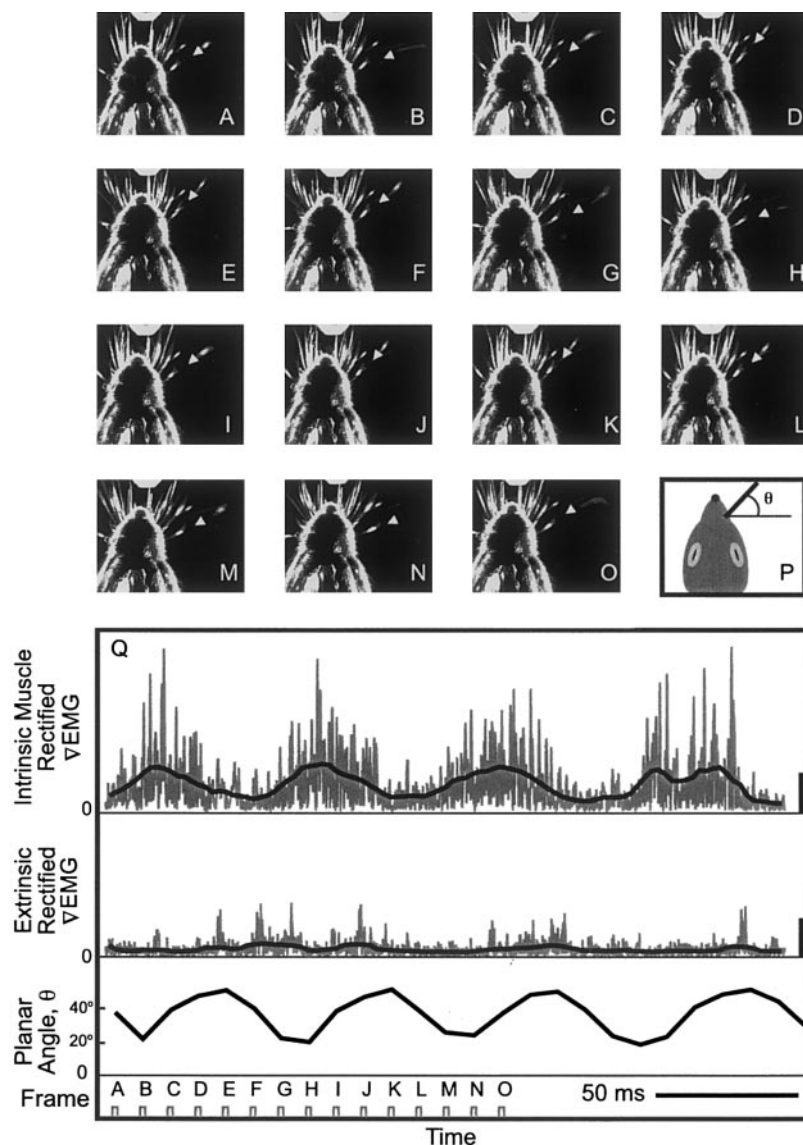 A
B
C
D
E
F
G
H
I
J
K
L
M
N
O
θ
P
Q
Intrinsic Muscle
Rectified
∇EMG
0
Extrinsic
Rectified
∇EMG
0
Planar
Angle, θ
40°
20°
0
Frame A B C D E F G H I J K L M N O 50 ms
Time